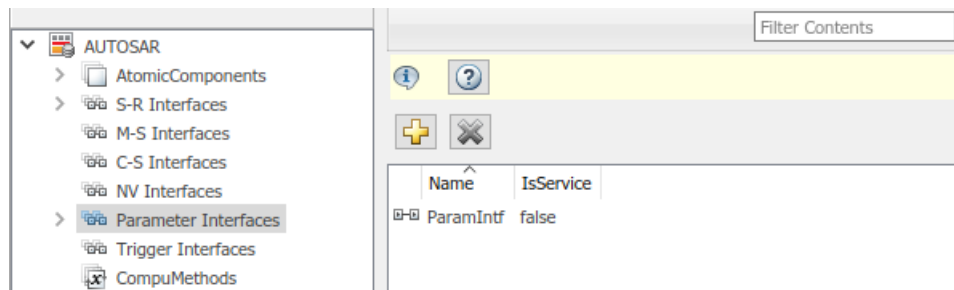 Filter Contents
AUTOSAR
AtomicComponents
S-R Interfaces
M-S Interfaces
C-S Interfaces
NV Interfaces
Parameter Interfaces
Trigger Interfaces
CompuMethods
Name IsService
ParamIntf false